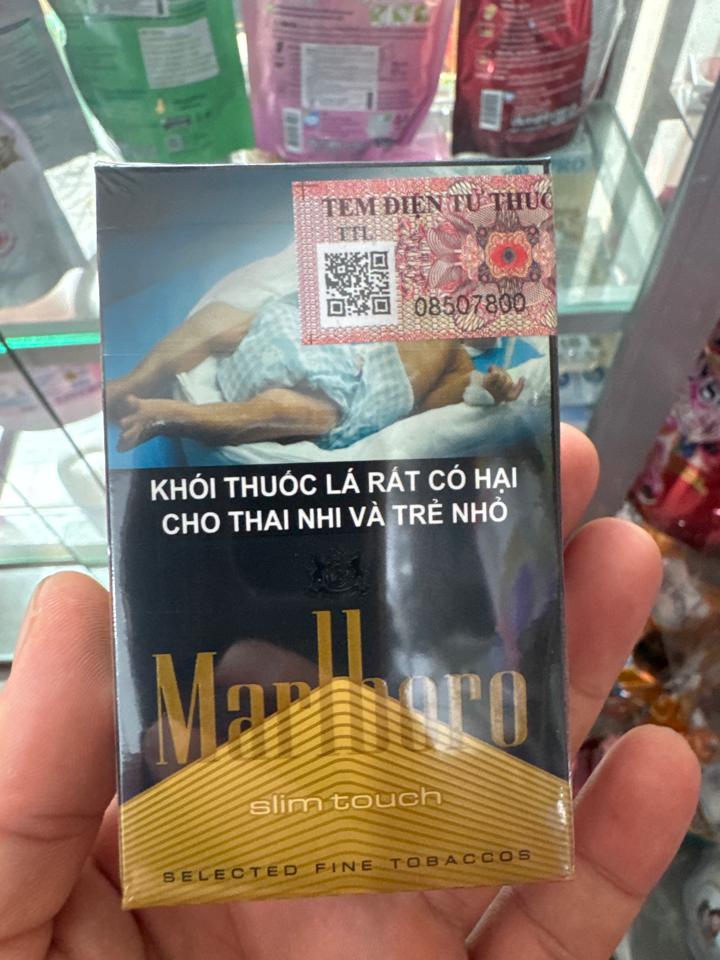 TEM ĐIỆN TỬ THUỐC
TTL
08507800
KHÓI THUỐC LÁ RẤT CÓ HẠI
CHO THAI NHI VÀ TRẺ NHỎ
Marlboro
slim touch
SELECTED FINE TOBACCOS